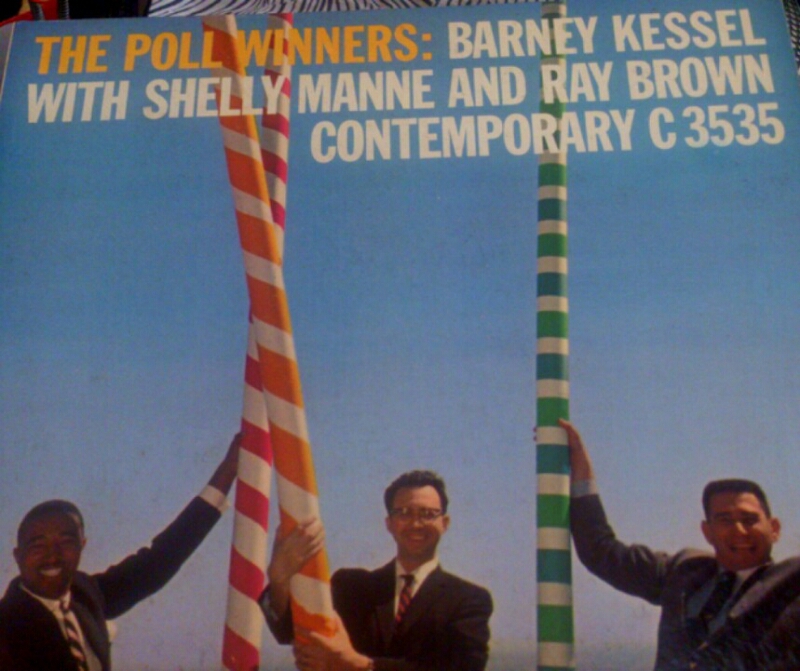 THE POLL WINNERS: BARNEY KESSEL
WITH SHELLY MANNE AND RAY BROWN
CONTEMPORARY C 3535